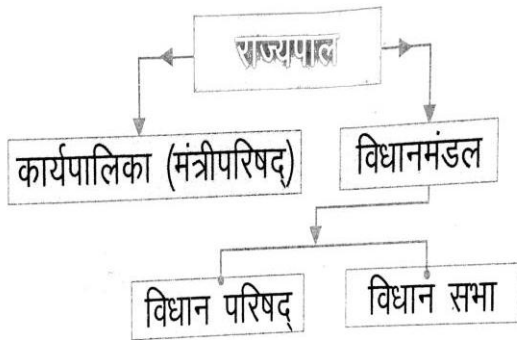 राज्यपाल
कार्यपालिका (मंत्रीपरिषद्)
विधानमंडल
विधान परिषद्
विधान सभा